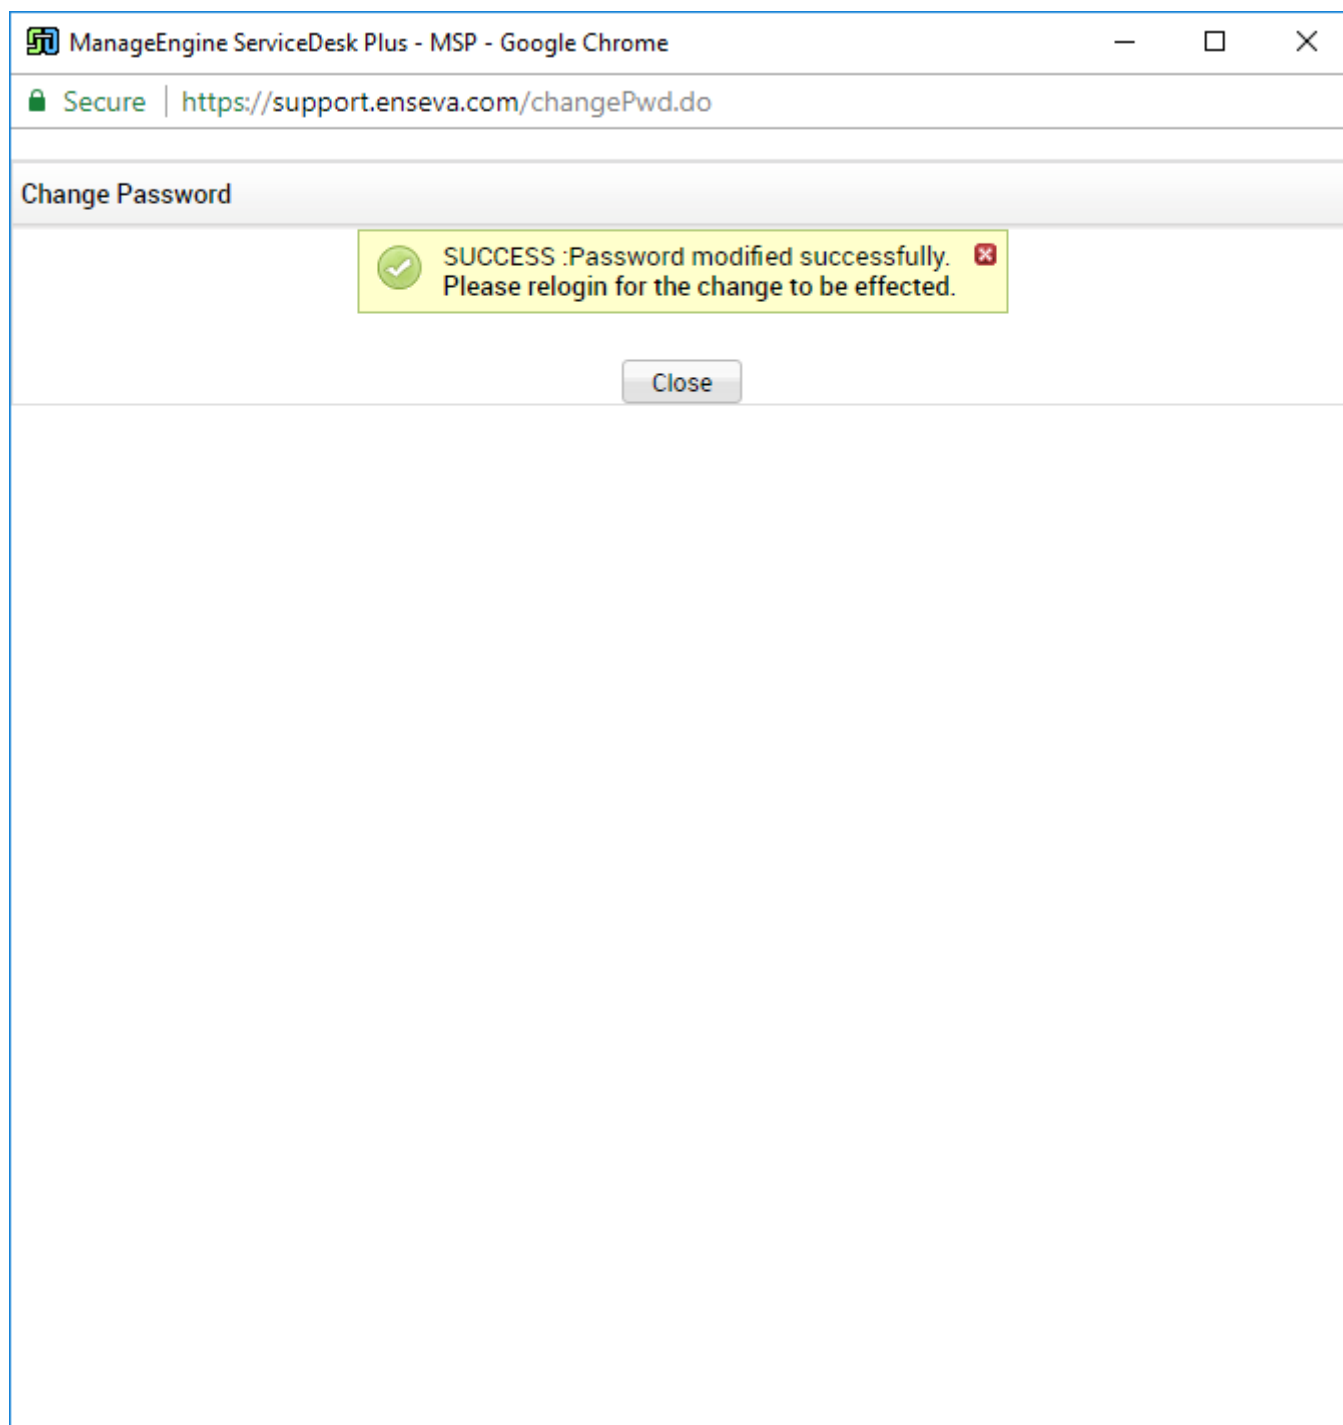 ManageEngine ServiceDesk Plus - MSP - Google Chrome
Secure https://support.enseva.com/changePwd.do
Change Password
SUCCESS :Password modified successfully.
Please relogin for the change to be effected.
Close